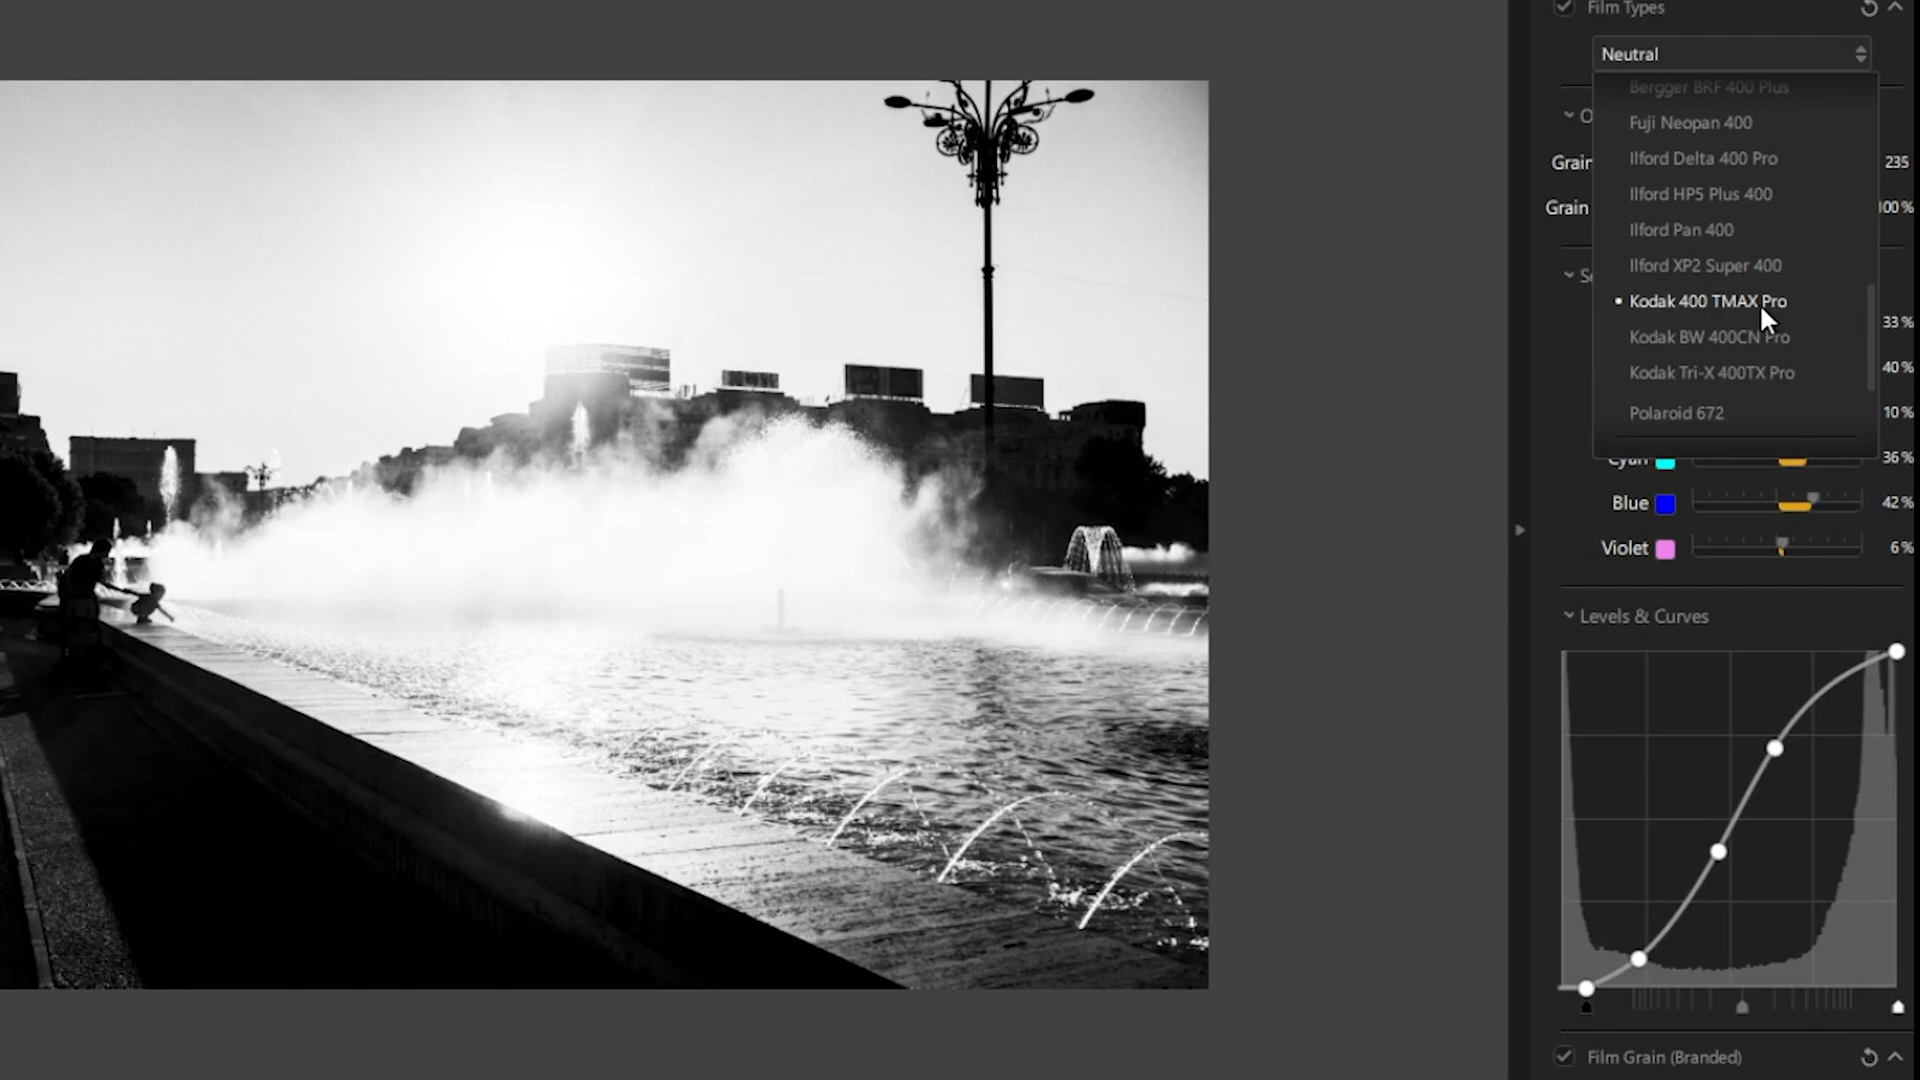 Film Types
Neutral
Bergger BRF 400 Plus
Fuji Neopan 400
Ilford Delta 400 Pro
Grain
235
Ilford HP5 Plus 400
Grain
100%
Ilford Pan 400
Ilford XP2 Super 400
Kodak 400 TMAX Pro
33%
Kodak BW 400CN Pro
Kodak Tri-X 400TX Pro
40%
Polaroid 672
10%
Cyan
36%
Blue
42%
Violet
6%
Levels & Curves
Film Grain (Branded)